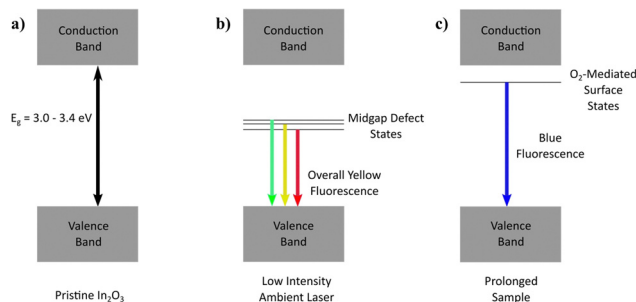 a)
Conduction
Band
E₉ = 3.0 - 3.4 eV
Valence
Band
Pristine In₂O₃
b)
Conduction
Band
Midgap Defect
States
Overall Yellow
Fluorescence
Valence
Band
Low Intensity
Ambient Laser
c)
Conduction
Band
O₂-Mediated
Surface
States
Blue
Fluorescence
Valence
Band
Prolonged
Sample